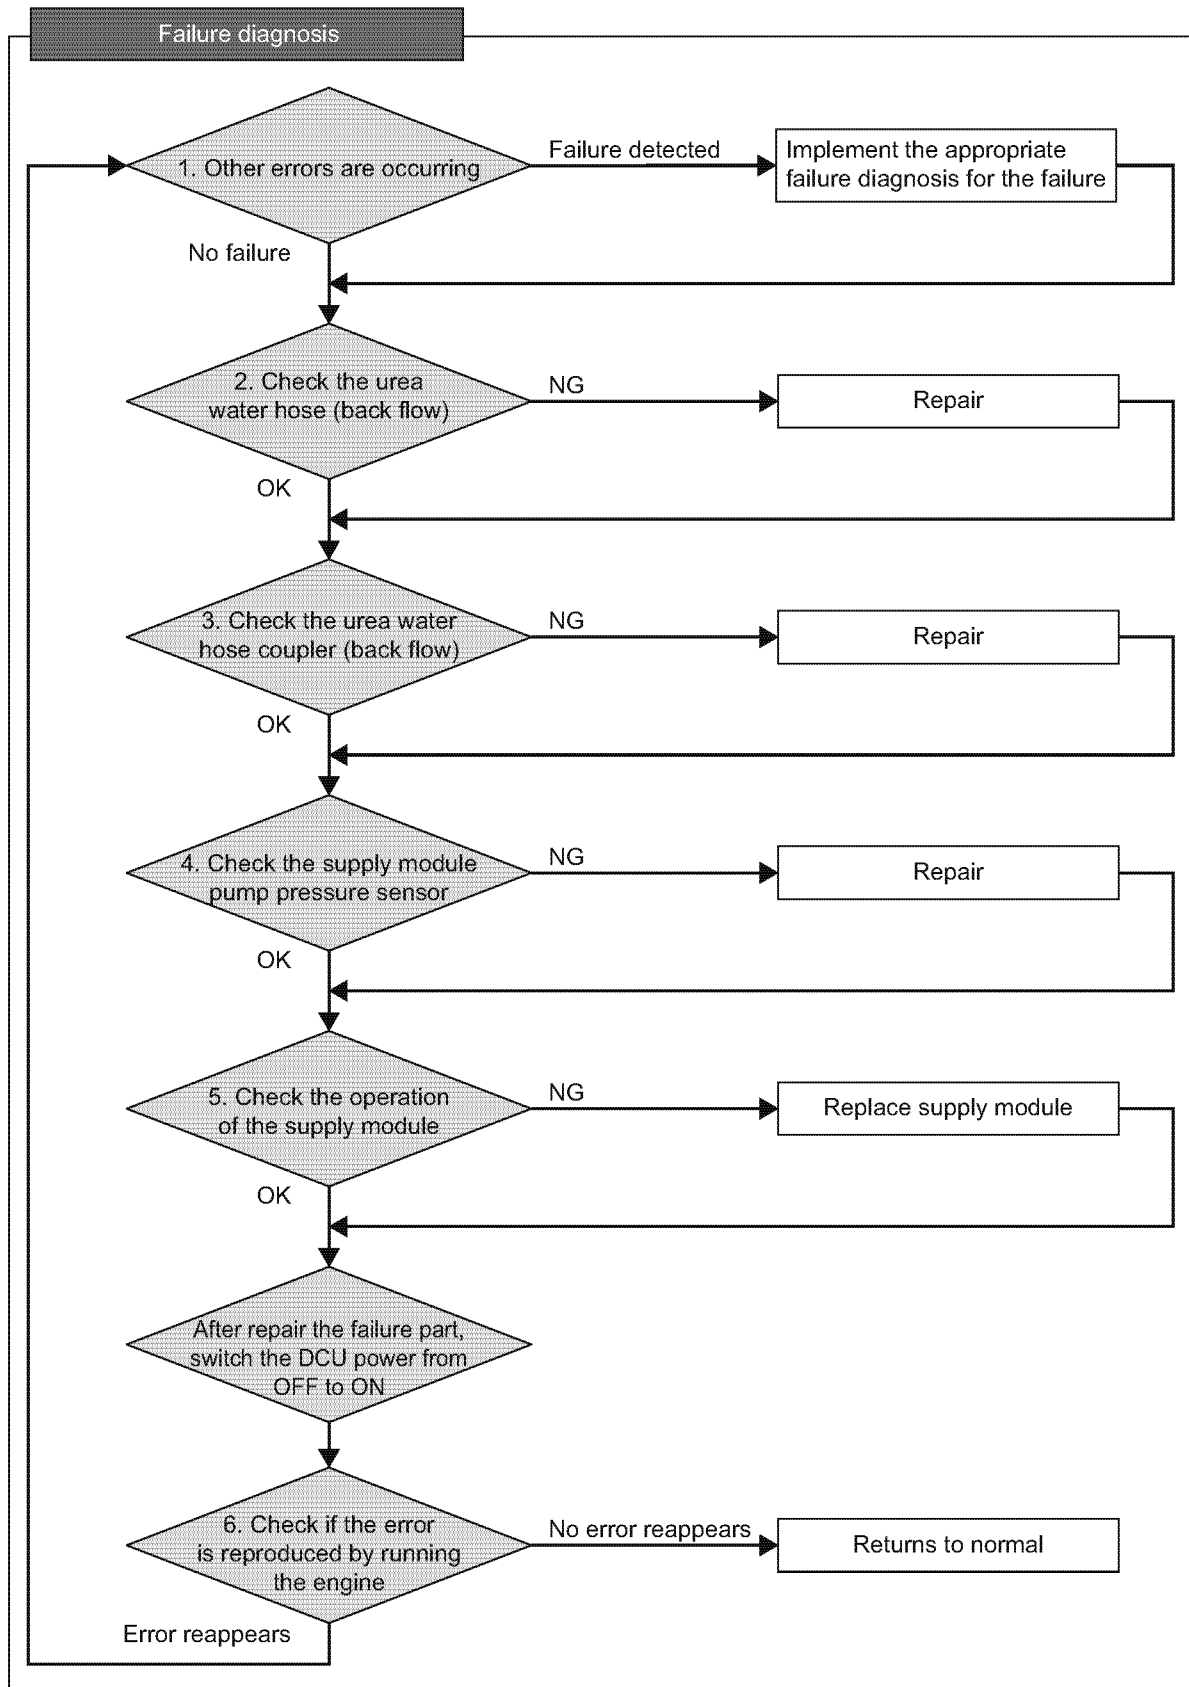 Failure diagnosis
1. Other errors are occurring
Failure detected
Implement the appropriate
failure diagnosis for the failure
No failure
2. Check the urea
water hose (back flow)
NG
Repair
OK
3. Check the urea water
hose coupler (back flow)
NG
Repair
OK
4. Check the supply module
pump pressure sensor
NG
Repair
OK
5. Check the operation
of the supply module
NG
Replace supply module
OK
After repair the failure part,
switch the DCU power from
OFF to ON
6. Check if the error
is reproduced by running
the engine
No error reappears
Returns to normal
Error reappears